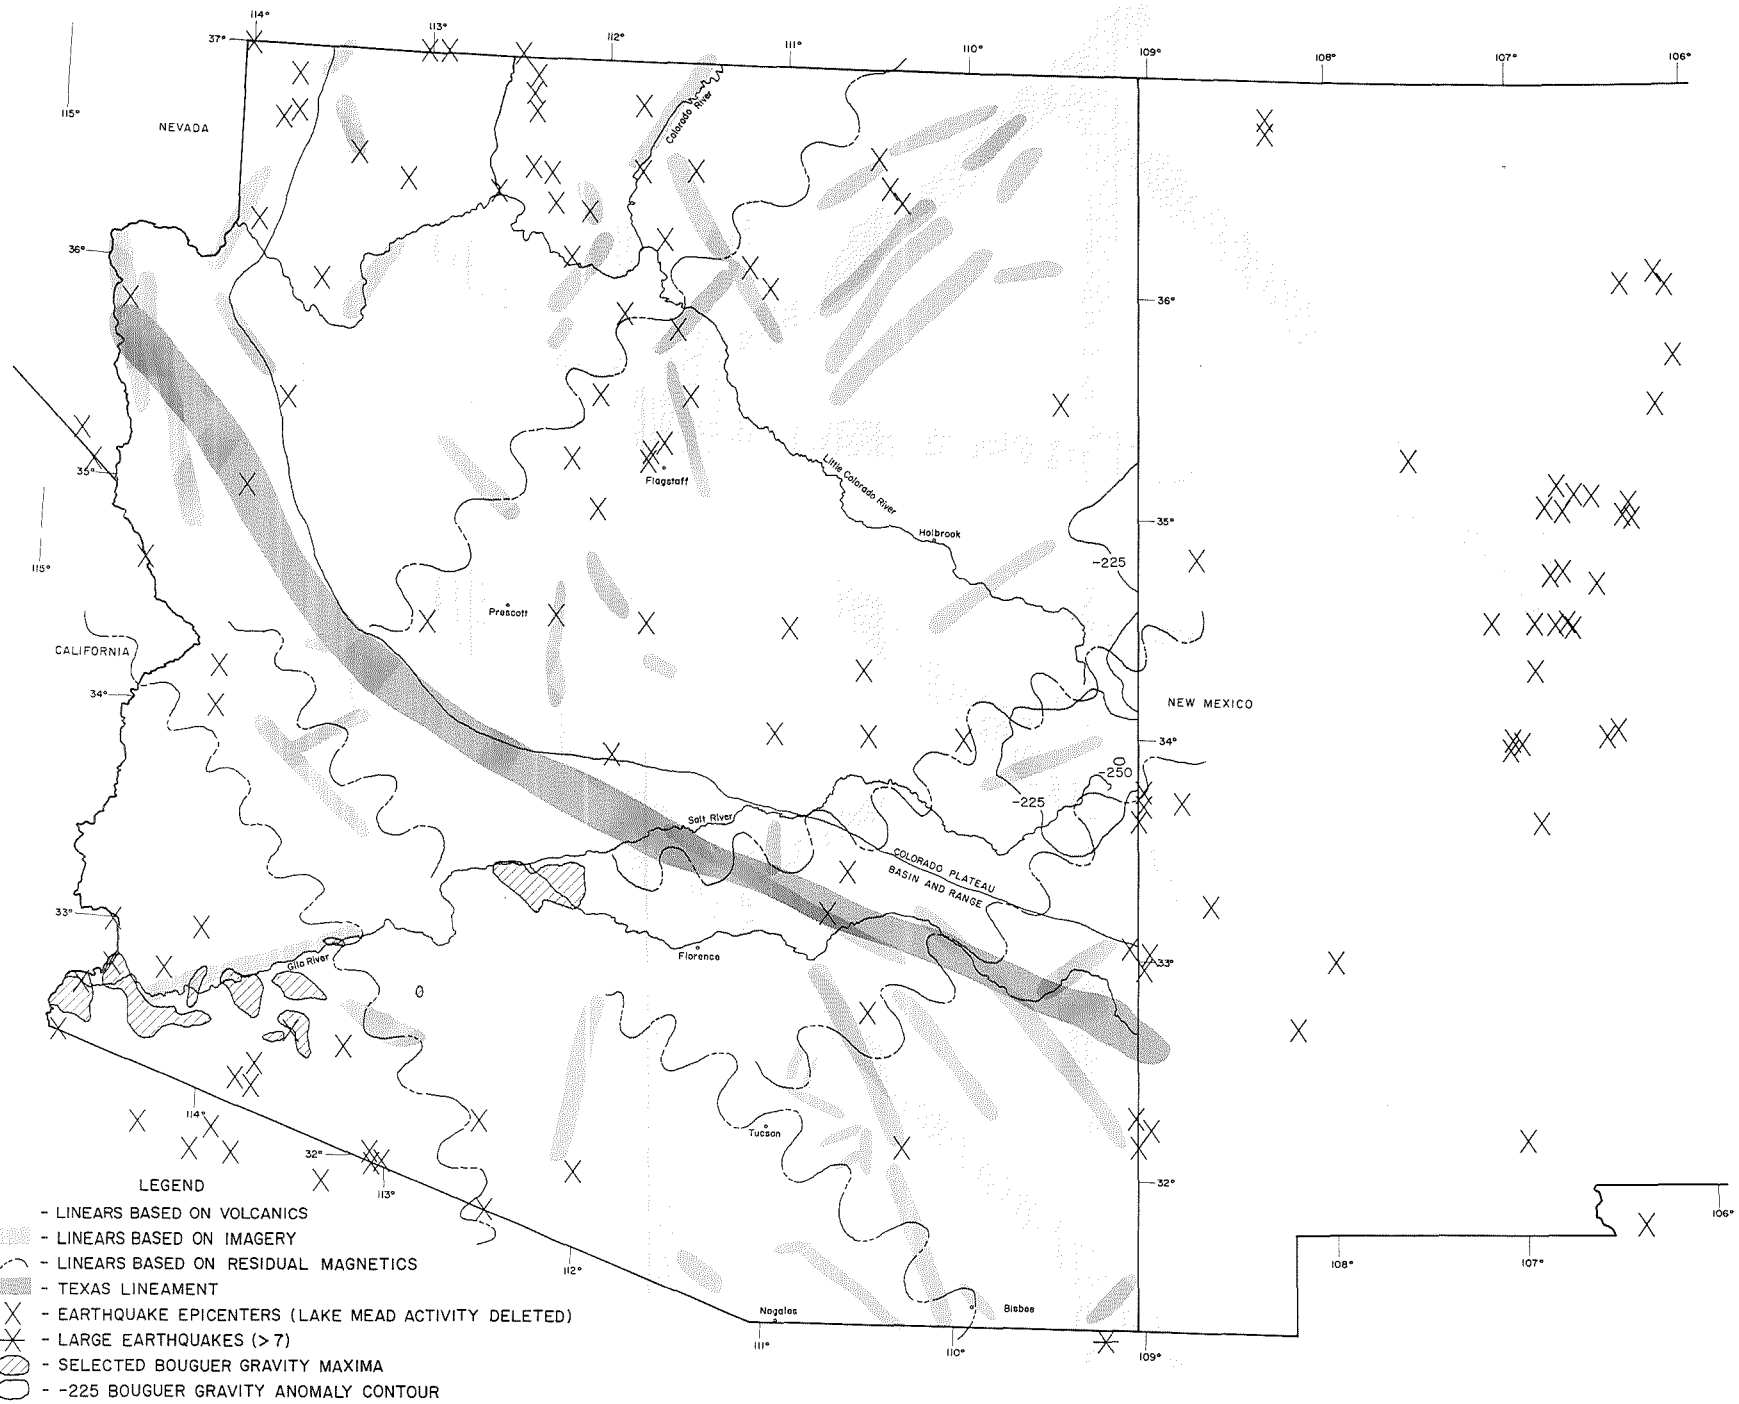 114°
113°
112°
111°
110°
109°
108°
107°
106°
37°
115°
NEVADA
Colorado River
36°
36°
35°
Flagstaff
Little Colorado River
Holbrook
35°
115°
-225
Prescott
CALIFORNIA
34°
NEW MEXICO
34°
-250
-225
Salt River
COLORADO PLATEAU
BASIN AND RANGE
33°
Gila River
Florence
33°
114°
Tucson
32°
113°
32°
106°
112°
108°
107°
Nogales
Bisbee
111°
110°
109°
LEGEND
- LINEARS BASED ON VOLCANICS
- LINEARS BASED ON IMAGERY
- LINEARS BASED ON RESIDUAL MAGNETICS
- TEXAS LINEAMENT
- EARTHQUAKE EPICENTERS (LAKE MEAD ACTIVITY DELETED)
- LARGE EARTHQUAKES (>7)
- SELECTED BOUGUER GRAVITY MAXIMA
- -225 BOUGUER GRAVITY ANOMALY CONTOUR